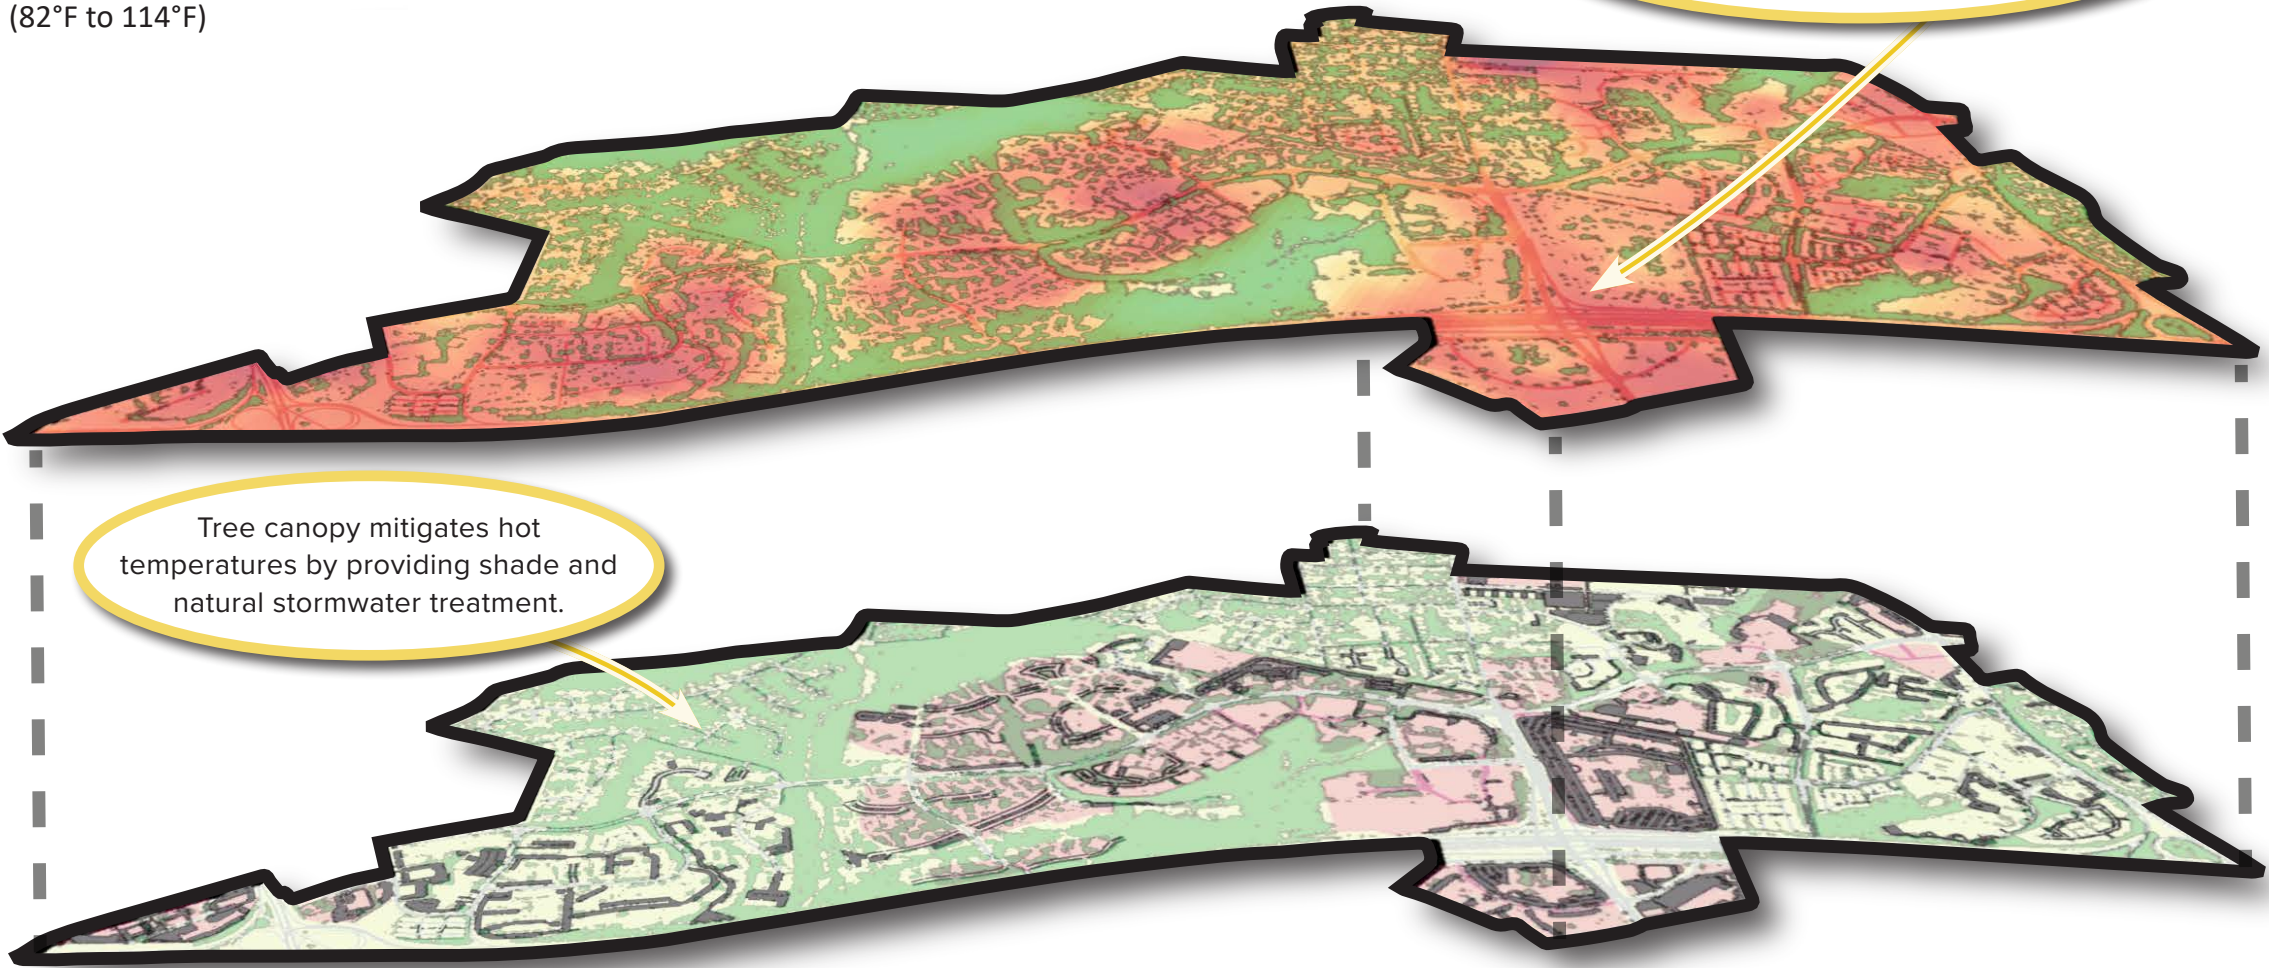 (82°F to 114°F)
Tree canopy mitigates hot
temperatures by providing shade and
natural stormwater treatment.